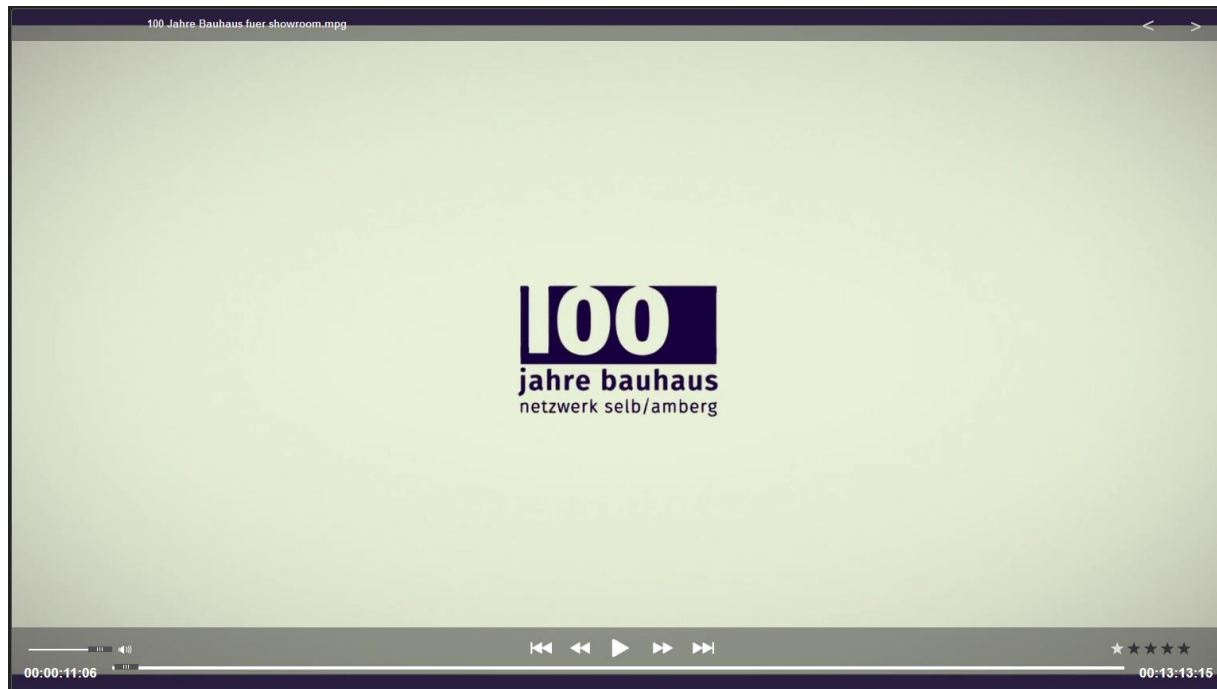 100 Jahre Bauhaus fuer showroom.mpg
< >
100
jahre bauhaus
netzwerk selb/amberg
00:00:11:06
00:13:13:15